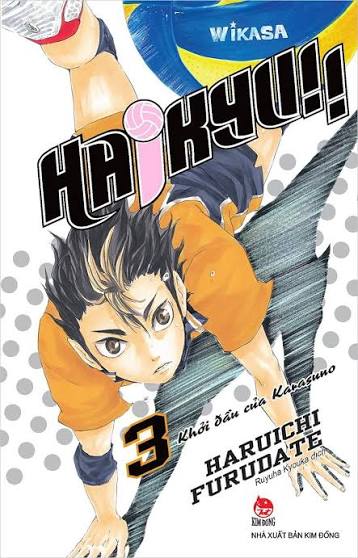 WIKASA
HAIKYU!!
3
Khởi đầu của Karasuno
HARUICHI
FURUDATE
Ruyuha Kyouka dịch
KIM ĐỒNG
NHÀ XUẤT BẢN KIM ĐỒNG